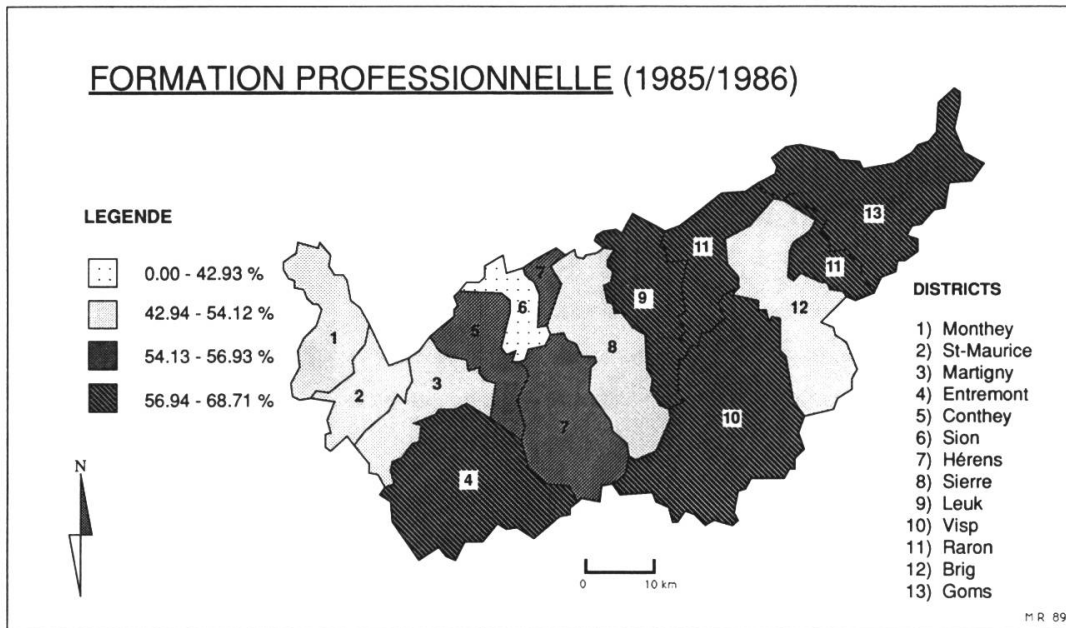 FORMATION PROFESSIONNELLE (1985/1986)
LEGENDE
0.00 - 42.93 %
42.94 - 54.12 %
54.13 - 56.93 %
56.94 - 68.71 %
N
1
2
3
4
5
6
7
7
8
9
10
11
11
12
13
0 10 km
DISTRICTS
1) Monthey
2) St-Maurice
3) Martigny
4) Entremont
5) Conthey
6) Sion
7) Hérens
8) Sierre
9) Leuk
10) Visp
11) Raron
12) Brig
13) Goms
M R 89